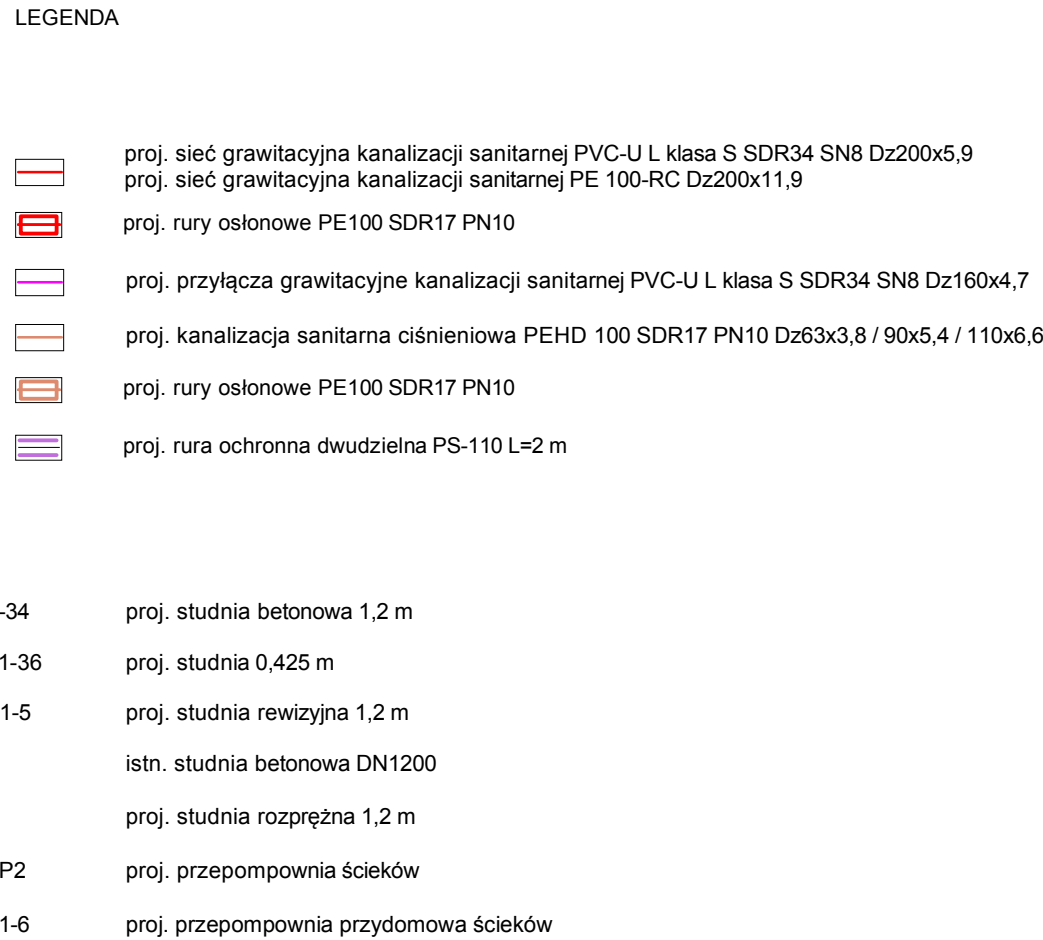 LEGENDA
proj. sieć grawitacyjna kanalizacji sanitarnej PVC-U L klasa S SDR34 SN8 Dz200x5,9
proj. sieć grawitacyjna kanalizacji sanitarnej PE 100-RC Dz200x11,9
proj. rury osłonowe PE100 SDR17 PN10
proj. przyłącza grawitacyjne kanalizacji sanitarnej PVC-U L klasa S SDR34 SN8 Dz160x4,7
proj. kanalizacja sanitarna ciśnieniowa PEHD 100 SDR17 PN10 Dz63x3,8 / 90x5,4 / 110x6,6
proj. rury osłonowe PE100 SDR17 PN10
proj. rura ochronna dwudzielna PS-110 L=2 m
-34 proj. studnia betonowa 1,2 m
1-36 proj. studnia 0,425 m
1-5 proj. studnia rewizyjna 1,2 m
istn. studnia betonowa DN1200
proj. studnia rozprężna 1,2 m
P2 proj. przepompownia ścieków
1-6 proj. przepompownia przydomowa ścieków